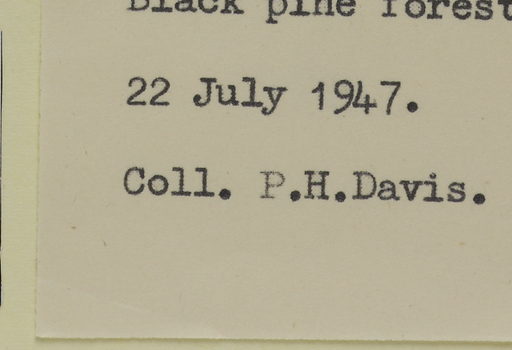 Black pine forest
22 July 1947.
Coll. P.H.Davis.